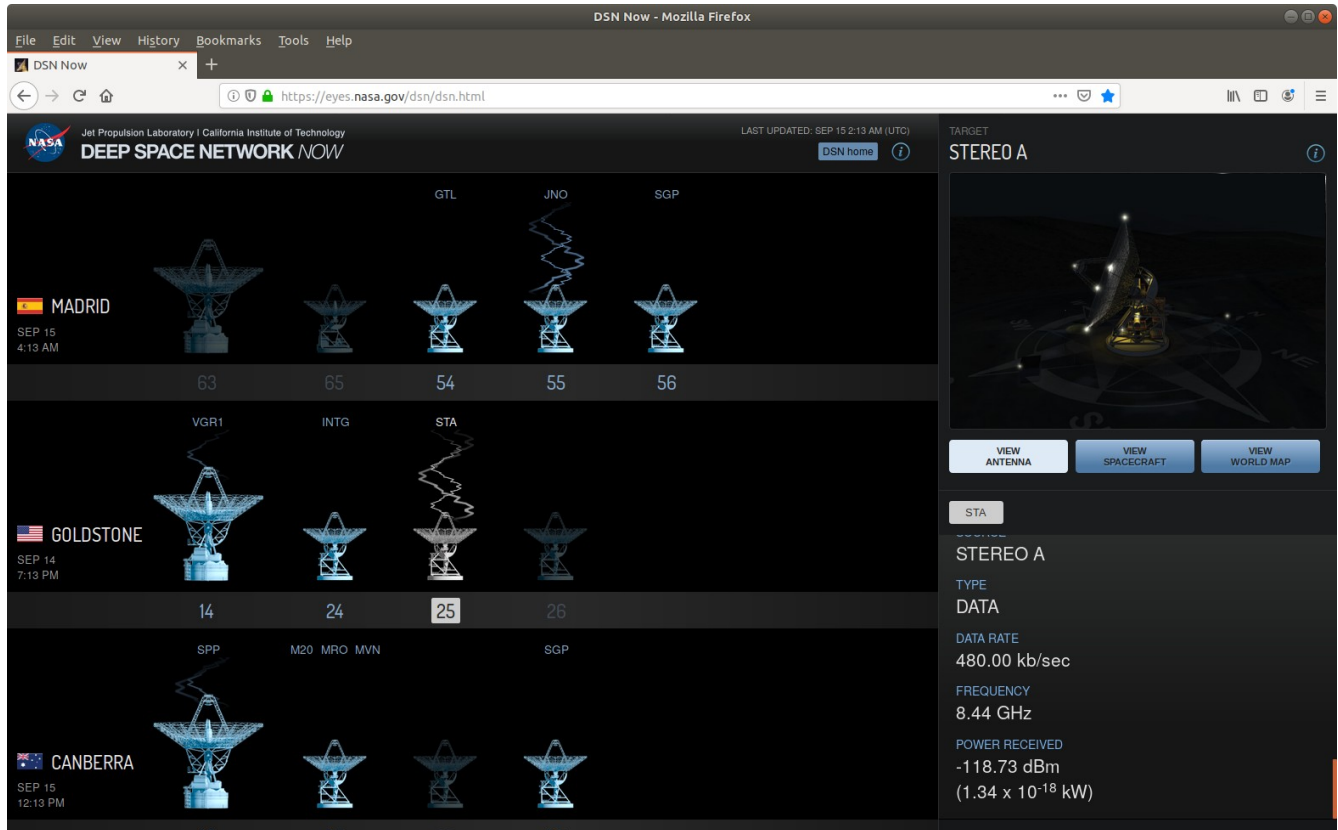 DSN Now - Mozilla Firefox
File Edit View History Bookmarks Tools Help
DSN Now
https://eyes.nasa.gov/dsn/dsn.html
NASA
Jet Propulsion Laboratory | California Institute of Technology
DEEP SPACE NETWORK NOW
LAST UPDATED: SEP 15 2:13 AM (UTC)
DSN home
GTL JNO SGP
MADRID
SEP 15
4:13 AM
63 65 54 55 56
VGR1 INTG STA
GOLDSTONE
SEP 14
7:13 PM
14 24 25 26
SPP M20 MRO MVN SGP
CANBERRA
SEP 15
12:13 PM
TARGET
STEREO A
NE
VIEW ANTENNA
VIEW SPACECRAFT
VIEW WORLD MAP
STA
SOURCE
STEREO A
TYPE
DATA
DATA RATE
480.00 kb/sec
FREQUENCY
8.44 GHz
POWER RECEIVED
-118.73 dBm
(1.34 x 10⁻¹⁸ kW)